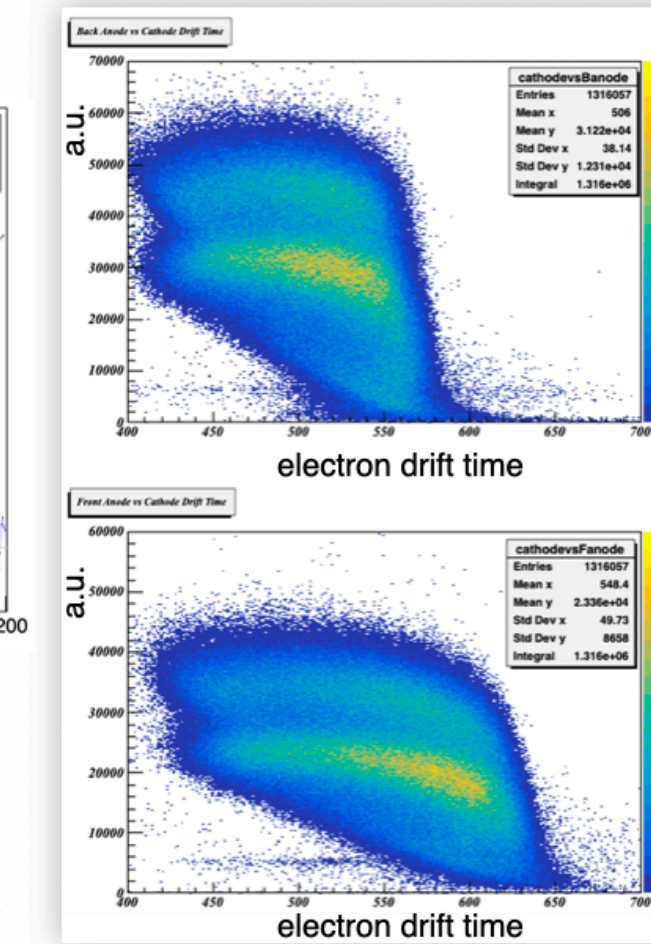 Back Anode vs Cathode Drift Time
a.u.
70000
60000
50000
40000
30000
20000
10000
0
cathodevsBanode
Entries 1316057
Mean x 506
Mean y 3.122e+04
Std Dev x 38.14
Std Dev y 1.231e+04
Integral 1.316e+06
400 450 500 550 600 650 700
electron drift time
Front Anode vs Cathode Drift Time
a.u.
60000
50000
40000
30000
20000
10000
0
cathodevsFanode
Entries 1316057
Mean x 548.4
Mean y 2.336e+04
Std Dev x 49.73
Std Dev y 8658
Integral 1.316e+06
200
400 450 500 550 600 650 700
electron drift time